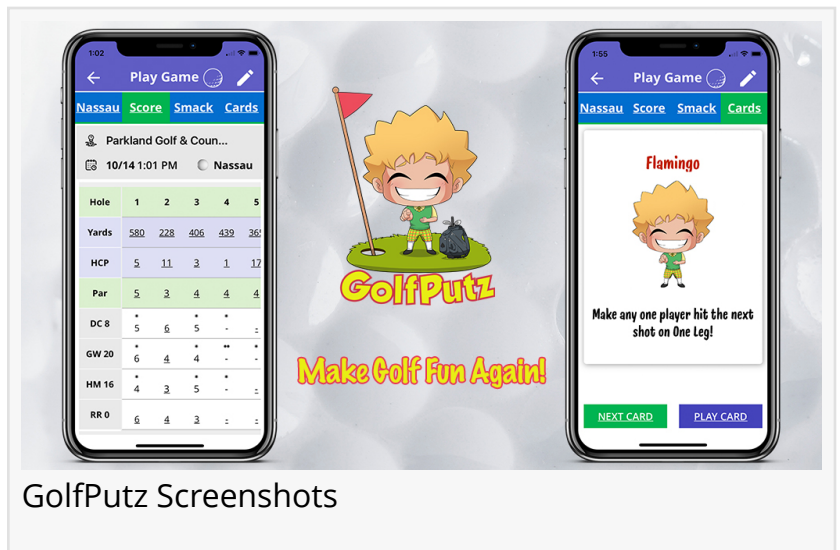 1:02
Play Game
Nassau Score Smack Cards
Parkland Golf & Coun...
10/14 1:01 PM Nassau
Hole 1 2 3 4 5
Yards 580 228 406 439 365
HCP 5 11 3 1 17
Par 5 3 4 4 4
* * *
DC 8 5 6 5 - -
* * ** *
GW 20 6 4 4 - -
* * *
HM 16 4 3 5 - -
RR 0 6 4 3 - -
GolfPutz
Make Golf Fun Again!
1:55
Play Game
Nassau Score Smack Cards
Flamingo
Make any one player hit the next
shot on One Leg!
NEXT CARD PLAY CARD
GolfPutz Screenshots